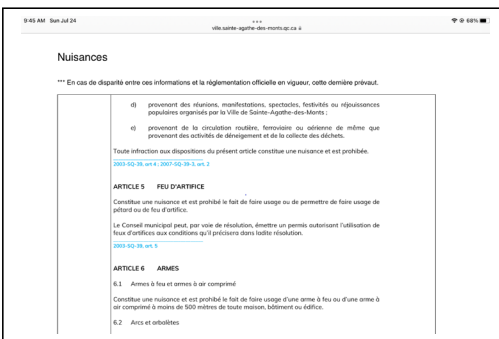 9:45 AM Sun Jul 24
ville.sainte-agathe-des-monts.qc.ca
68%
Nuisances
*** En cas de disparité entre ces informations et la réglementation officielle en vigueur, cette dernière prévaut.
d) provenant des réunions, manifestations, spectacles, festivités ou réjouissances
populaires organisés par la Ville de Sainte-Agathe-des-Monts ;
e) provenant de la circulation routière, ferroviaire ou aérienne de même que
provenant des activités de déneigement et de la collecte des déchets.
Toute infraction aux dispositions du présent article constitue une nuisance et est prohibée.
2003-SQ-39, art 4 ; 2007-SQ-39-3, art. 2
ARTICLE 5 FEU D'ARTIFICE
Constitue une nuisance et est prohibé le fait de faire usage ou de permettre de faire usage de
pétard ou de feu d'artifice.
Le Conseil municipal peut, par voie de résolution, émettre un permis autorisant l'utilisation de
feux d'artifices aux conditions qu'il précisera dans ladite résolution.
2003-SQ-39, art. 5
ARTICLE 6 ARMES
6.1 Armes à feu et armes à air comprimé
Constitue une nuisance et est prohibé le fait de faire usage d'une arme à feu ou d'une arme à
air comprimé à moins de 500 mètres de toute maison, bâtiment ou édifice.
6.2 Arcs et arbalètes